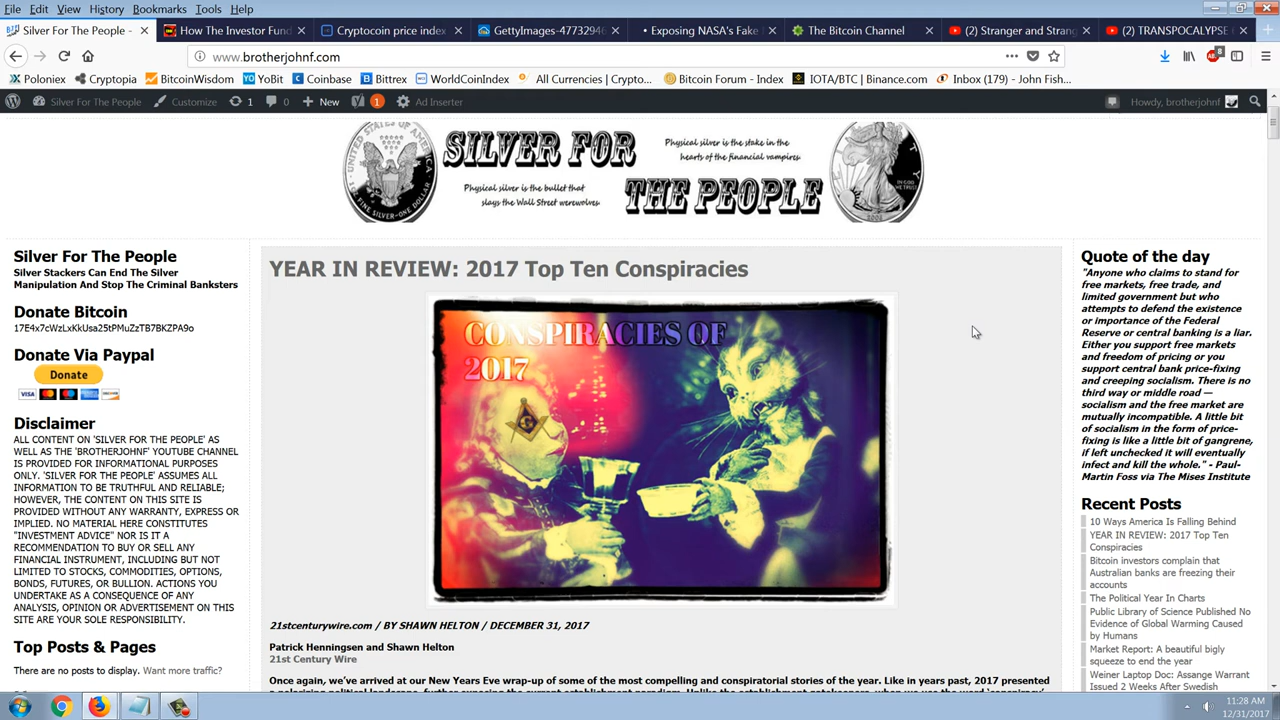 File Edit View History Bookmarks Tools Help
Silver For The People -
How The Investor Fund
Cryptocoin price index
GettyImages-47732946
Exposing NASA's Fake
The Bitcoin Channel
(2) Stranger and Strang
(2) TRANSPOCALYPSE
www.brotherjohnf.com
8
Poloniex Cryptopia BitcoinWisdom YoBit Coinbase Bittrex WorldCoinIndex All Currencies | Crypto... Bitcoin Forum - Index IOTA/BTC | Binance.com Inbox (179) - John Fish...
Silver For The People Customize 1 0 + New 1 Ad Inserter Howdy, brotherjohnf
SILVER FOR THE PEOPLE
Physical silver is the stake in the
hearts of the financial vampires.
Physical silver is the bullet that
slays the Wall Street werewolves.
Silver For The People
Silver Stackers Can End The Silver
Manipulation And Stop The Criminal Banksters
Donate Bitcoin
17E4x7cWzLxKkUsa25tPMuZzTB7BKZPA9o
Donate Via Paypal
Donate
VISA
Disclaimer
ALL CONTENT ON 'SILVER FOR THE PEOPLE' AS
WELL AS THE 'BROTHERJOHNF' YOUTUBE CHANNEL
IS PROVIDED FOR INFORMATIONAL PURPOSES
ONLY. 'SILVER FOR THE PEOPLE' ASSUMES ALL
INFORMATION TO BE TRUTHFUL AND RELIABLE;
HOWEVER, THE CONTENT ON THIS SITE IS
PROVIDED WITHOUT ANY WARRANTY, EXPRESS OR
IMPLIED. NO MATERIAL HERE CONSTITUTES
"INVESTMENT ADVICE" NOR IS IT A
RECOMMENDATION TO BUY OR SELL ANY
FINANCIAL INSTRUMENT, INCLUDING BUT NOT
LIMITED TO STOCKS, COMMODITIES, OPTIONS,
BONDS, FUTURES, OR BULLION. ACTIONS YOU
UNDERTAKE AS A CONSEQUENCE OF ANY
ANALYSIS, OPINION OR ADVERTISEMENT ON THIS
SITE ARE YOUR SOLE RESPONSIBILITY.
Top Posts & Pages
There are no posts to display. Want more traffic?
YEAR IN REVIEW: 2017 Top Ten Conspiracies
CONSPIRACIES OF
2017
G
21stcenturywire.com / BY SHAWN HELTON / DECEMBER 31, 2017
Patrick Henningsen and Shawn Helton
21st Century Wire
Once again, we've arrived at our New Years Eve wrap-up of some of the most compelling and conspiratorial stories of the year. Like in years past, 2017 presented
Quote of the day
"Anyone who claims to stand for
free markets, free trade, and
limited government but who
attempts to defend the existence
or importance of the Federal
Reserve or central banking is a liar.
Either you support free markets
and freedom of pricing or you
support central bank price-fixing
and creeping socialism. There is no
third way or middle road —
socialism and the free market are
mutually incompatible. A little bit
of socialism in the form of price-
fixing is like a little bit of gangrene,
if left unchecked it will eventually
infect and kill the whole." - Paul-
Martin Foss via The Mises Institute
Recent Posts
10 Ways America Is Falling Behind
YEAR IN REVIEW: 2017 Top Ten
Conspiracies
Bitcoin investors complain that
Australian banks are freezing their
accounts
The Political Year In Charts
Public Library of Science Published No
Evidence of Global Warming Caused
by Humans
Market Report: A beautiful bigly
squeeze to end the year
Weiner Laptop Doc: Assange Warrant
Issued 2 Weeks After Swedish
11:28 AM
12/31/2017